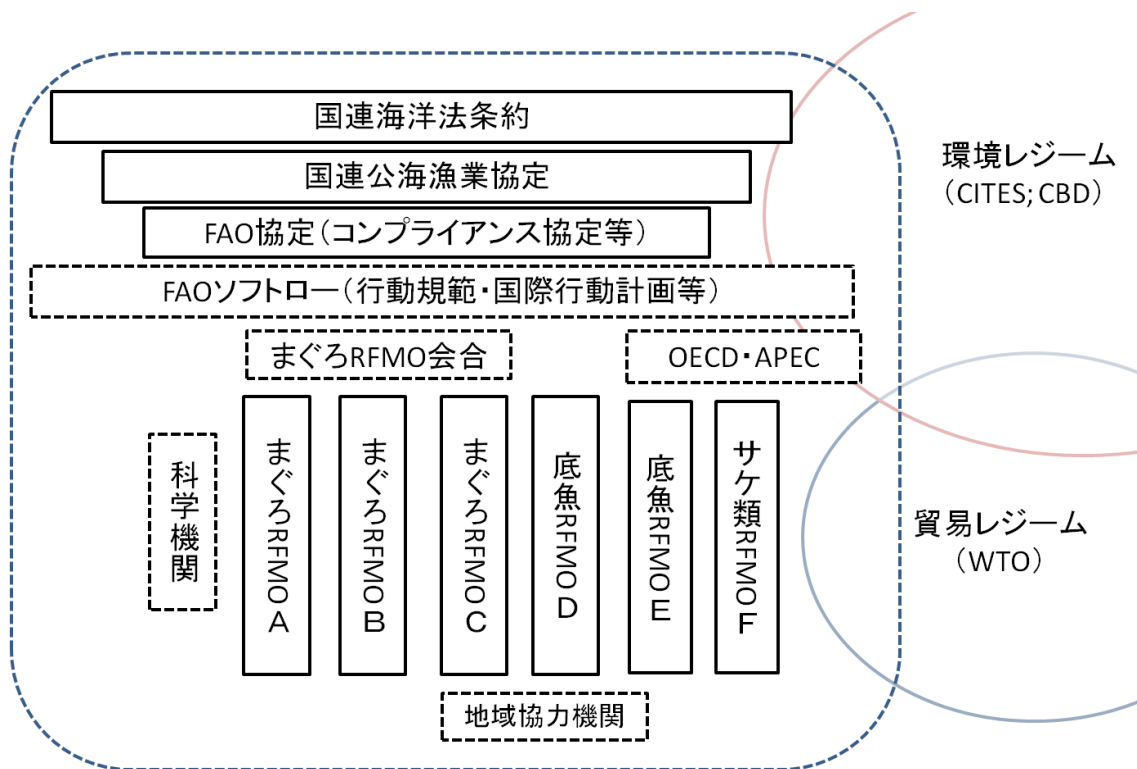 国連海洋法条約
国連公海漁業協定
FAO協定(コンプライアンス協定等)
FAOソフトロー(行動規範・国際行動計画等)
まぐろRFMO会合
OECD・APEC
科学機関
まぐろRFMO A
まぐろRFMO B
まぐろRFMO C
底魚RFMO D
底魚RFMO E
サケ類RFMO F
地域協力機関
環境レジーム
(CITES; CBD)
貿易レジーム
(WTO)